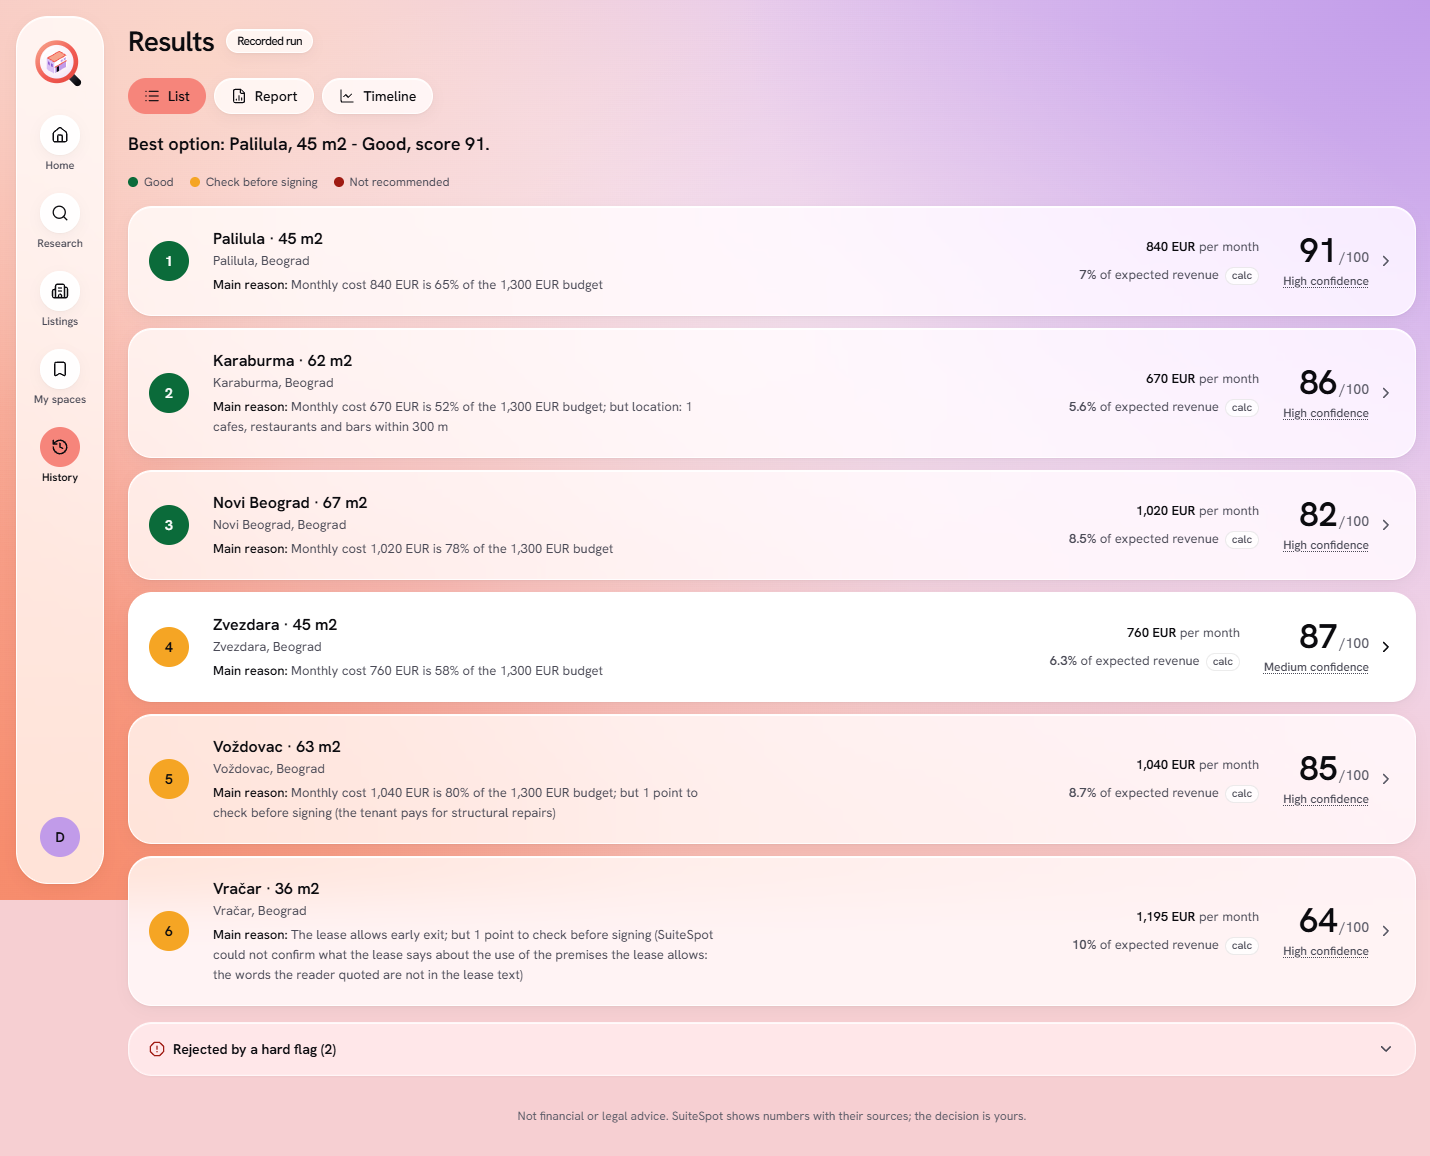 Results
Recorded run
List
Report
Timeline
Best option: Palilula, 45 m2 - Good, score 91.
Good
Check before signing
Not recommended
Home
Research
Listings
My spaces
History
D
1
Palilula · 45 m2
Palilula, Beograd
Main reason: Monthly cost 840 EUR is 65% of the 1,300 EUR budget
840 EUR per month
7% of expected revenue calc
91/100
High confidence
2
Karaburma · 62 m2
Karaburma, Beograd
Main reason: Monthly cost 670 EUR is 52% of the 1,300 EUR budget; but location: 1
cafes, restaurants and bars within 300 m
670 EUR per month
5.6% of expected revenue calc
86/100
High confidence
3
Novi Beograd · 67 m2
Novi Beograd, Beograd
Main reason: Monthly cost 1,020 EUR is 78% of the 1,300 EUR budget
1,020 EUR per month
8.5% of expected revenue calc
82/100
High confidence
4
Zvezdara · 45 m2
Zvezdara, Beograd
Main reason: Monthly cost 760 EUR is 58% of the 1,300 EUR budget
760 EUR per month
6.3% of expected revenue calc
87/100
Medium confidence
5
Voždovac · 63 m2
Voždovac, Beograd
Main reason: Monthly cost 1,040 EUR is 80% of the 1,300 EUR budget; but 1 point to
check before signing (the tenant pays for structural repairs)
1,040 EUR per month
8.7% of expected revenue calc
85/100
High confidence
6
Vračar · 36 m2
Vračar, Beograd
Main reason: The lease allows early exit; but 1 point to check before signing (SuiteSpot
could not confirm what the lease says about the use of the premises the lease allows:
the words the reader quoted are not in the lease text)
1,195 EUR per month
10% of expected revenue calc
64/100
High confidence
Rejected by a hard flag (2)
Not financial or legal advice. SuiteSpot shows numbers with their sources; the decision is yours.